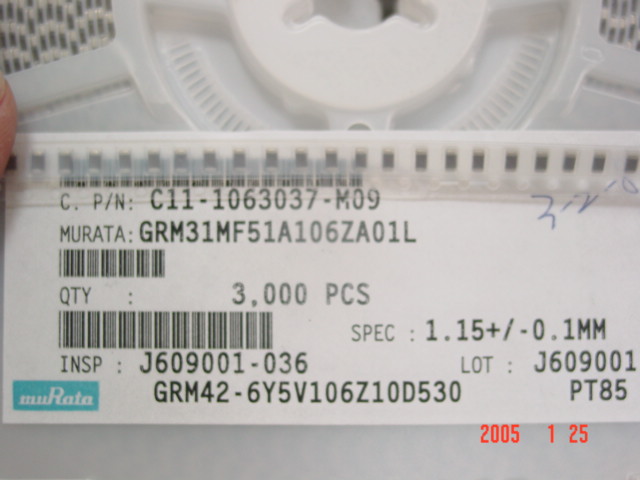 C. P/N: C11-1063037-M09
MURATA: GRM31MF51A106ZA01L
QTY : 3,000 PCS
SPEC : 1.15+/-0.1MM
INSP : J609001-036 LOT : J609001
muRata GRM42-6Y5V106Z10D530 PT85
2005 1 25